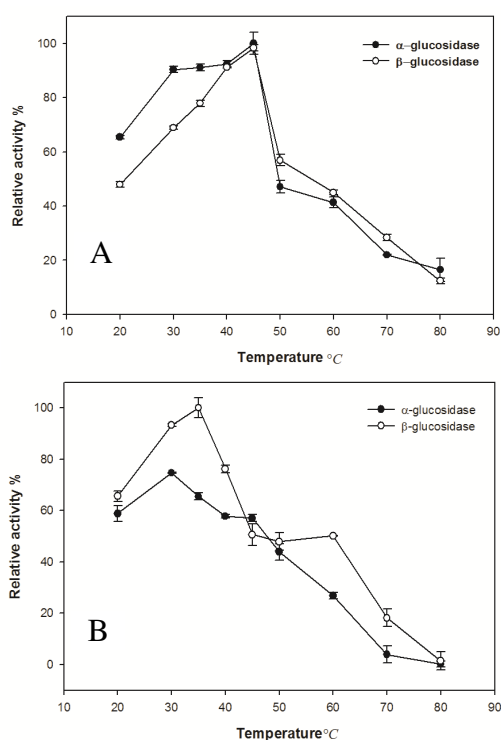 100
80
60
40
20
0
Relative activity %
α–glucosidase
β–glucosidase
A
10 20 30 40 50 60 70 80 90
Temperature °C
100
80
60
40
20
0
Relative activity %
α-glucosidase
β-glucosidase
B
10 20 30 40 50 60 70 80 90
Temperature°C